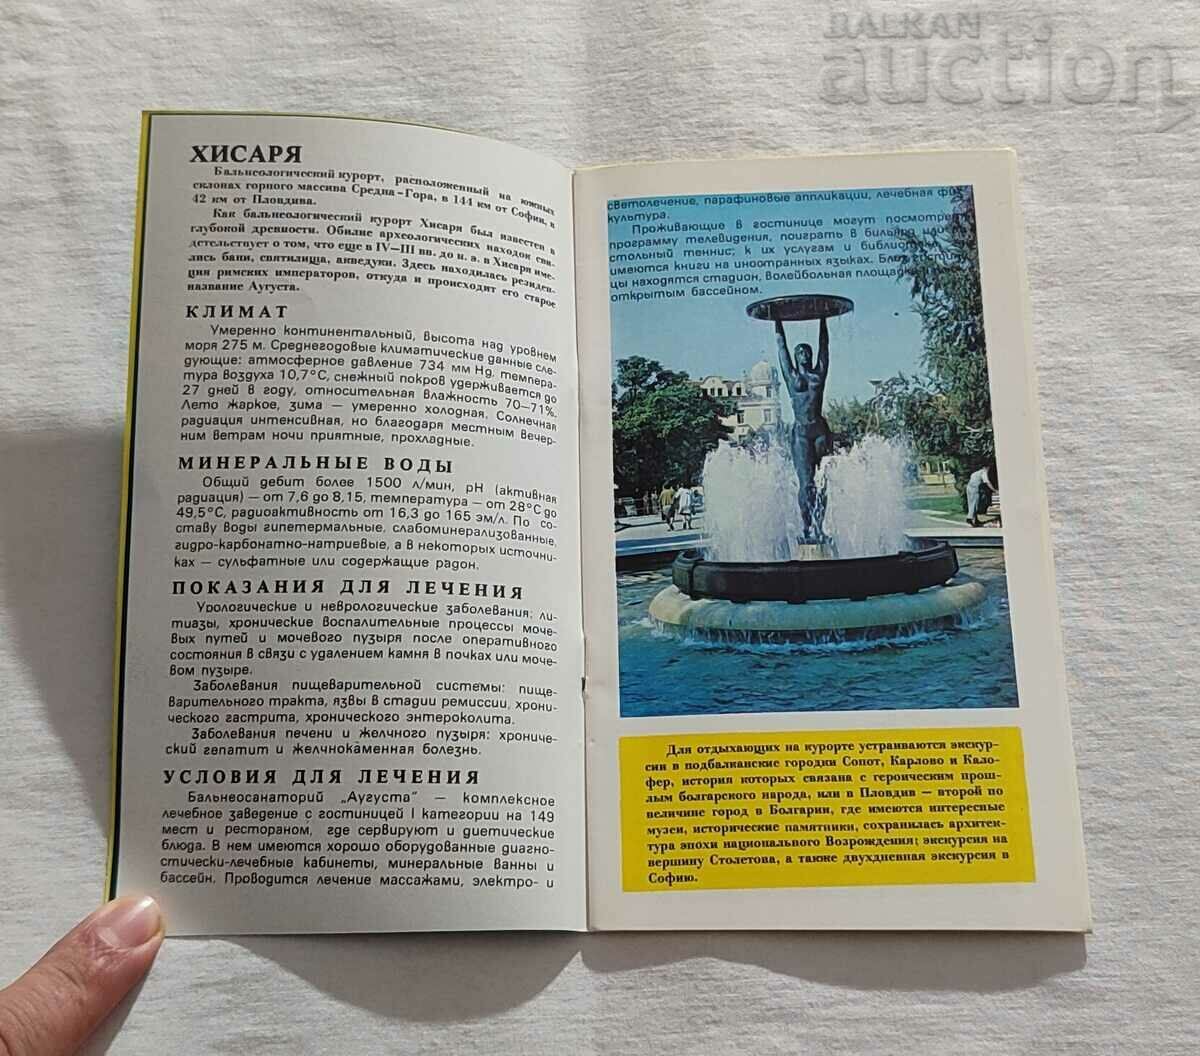 BALKAN
auction
ХИСАРЯ
Бальнеологический курорт, расположенный на южных
склонах горного массива Средна-Гора, в 144 км от Софии, в
42 км от Пловдива.
Как бальнеологический курорт Хисаря был известен в
глубокой древности. Обилие археологических находок сви-
детельствует о том, что еще в IV—III вв. до н. э. в Хисаря име-
лись бани, святилища, акведуки. Здесь находилась резиден-
ция римских императоров, откуда и происходит его старое
название Аугуста.
КЛИМАТ
Умеренно континентальный, высота над уровнем
моря 275 м. Среднегодовые климатические данные сле-
дующие: атмосферное давление 734 мм Hg, темпера-
тура воздуха 10,7°C, снежный покров удерживается до
27 дней в году, относительная влажность 70—71%.
Лето жаркое, зима — умеренно холодная. Солнечная
радиация интенсивная, но благодаря местным вечер-
ним ветрам ночи приятные, прохладные.
МИНЕРАЛЬНЫЕ ВОДЫ
Общий дебит более 1500 л/мин, pH (активная
радиация) — от 7,6 до 8,15, температура — от 28°C до
49,5°C, радиоактивность от 16,3 до 165 эм/л. По со-
ставу воды гипетермальные, слабоминерализованные,
гидро-карбонатно-натриевые, а в некоторых источни-
ках — сульфатные или содержащие радон.
ПОКАЗАНИЯ ДЛЯ ЛЕЧЕНИЯ
Урологические и неврологические заболевания: ли-
тиазы, хронические воспалительные процессы моче-
вых путей и мочевого пузыря после оперативного
состояния в связи с удалением камня в почках или моче-
вом пузыре.
Заболевания пищеварительной системы: пище-
варительного тракта, язвы в стадии ремиссии, хрони-
ческого гастрита, хронического энтероколита.
Заболевания печени и желчного пузыря: хрониче-
ский гепатит и желчнокаменная болезнь.
УСЛОВИЯ ДЛЯ ЛЕЧЕНИЯ
Бальнеосанаторий „Аугуста" — комплексное
лечебное заведение с гостиницей I категории на 149
мест и рестораном, где сервируют и диетические
блюда. В нем имеются хорошо оборудованные диагно-
стически-лечебные кабинеты, минеральные ванны и
бассейн. Проводится лечение массажами, электро- и
светолечение, парафиновые аппликации, лечебная физ-
культура.
Проживающие в гостинице могут посмотреть
программу телевидения, поиграть в бильярд
стольный теннис; к их услугам и библиотека
имеются книги на иностранных языках. Близ гостини-
цы находятся стадион, волейбольная площадка
открытым бассейном.
Для отдыхающих на курорте устраиваются экскур-
сии в подбалканские городки Сопот, Карлово и Кало-
фер, история которых связана с героическим прош-
лым болгарского народа, или в Пловдив — второй по
величине город в Болгарии, где имеются интересные
музеи, исторические памятники, сохранилась архитек-
тура эпохи национального Возрождения; экскурсия на
вершину Столетова, а также двухдневная экскурсия в
Софию.